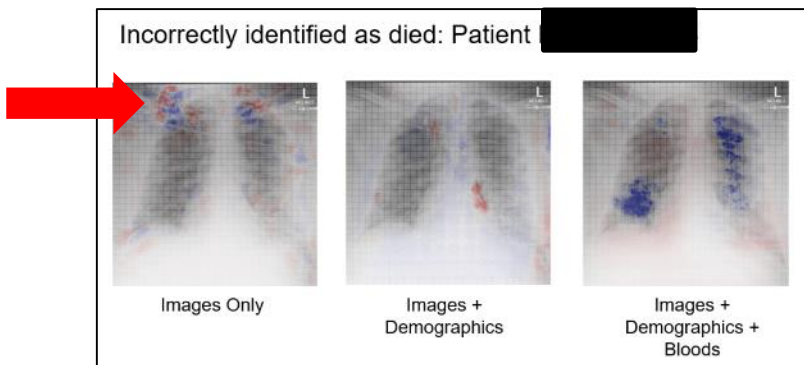 Incorrectly identified as died: Patient
L
L
L
Images Only
Images +
Demographics
Images +
Demographics +
Bloods